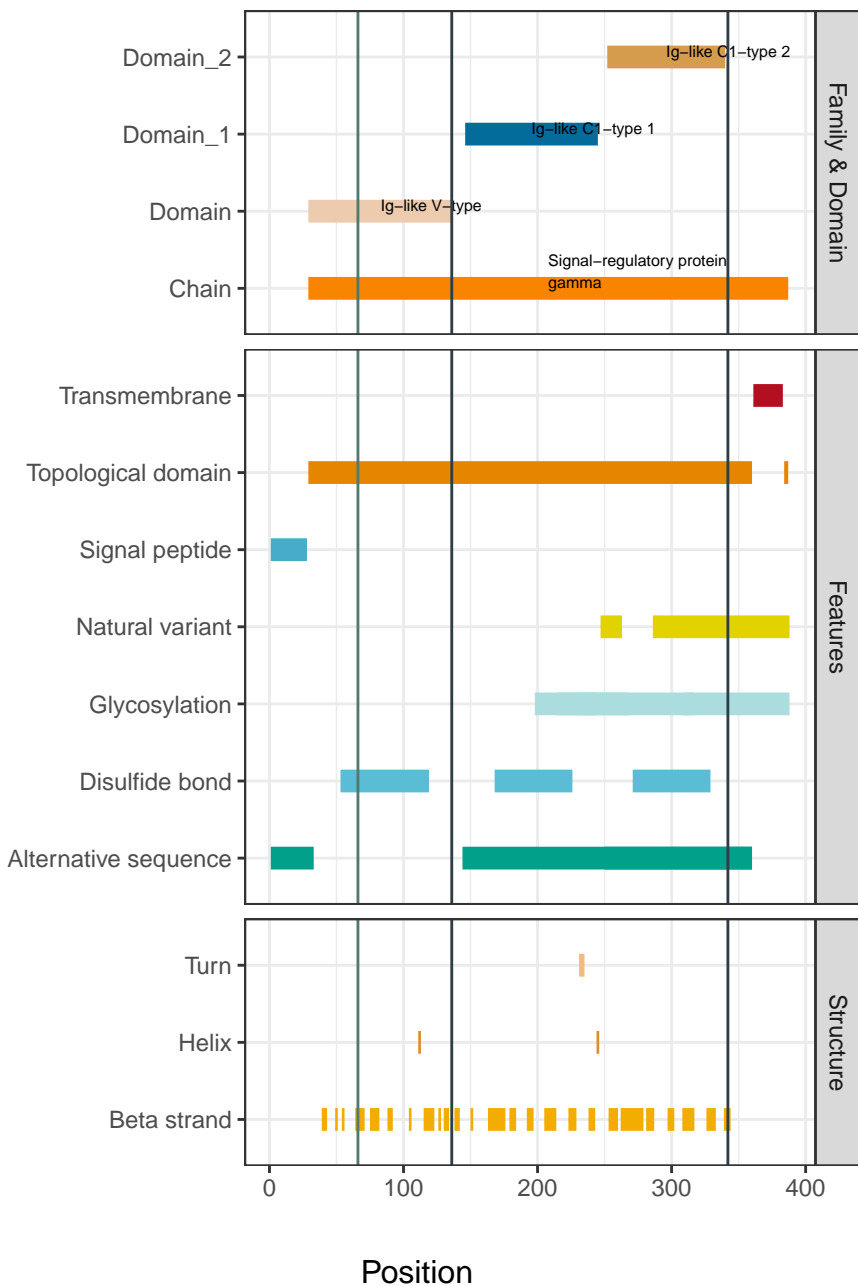 Domain_2
Ig−like C1−type 2
Domain_1
Ig−like C1−type 1
Domain
Ig−like V−type
Chain
Signal−regulatory protein
gamma
Family & Domain
Transmembrane
Topological domain
Signal peptide
Natural variant
Glycosylation
Disulfide bond
Alternative sequence
Features
Turn
Helix
Beta strand
Structure
0 100 200 300 400
Position